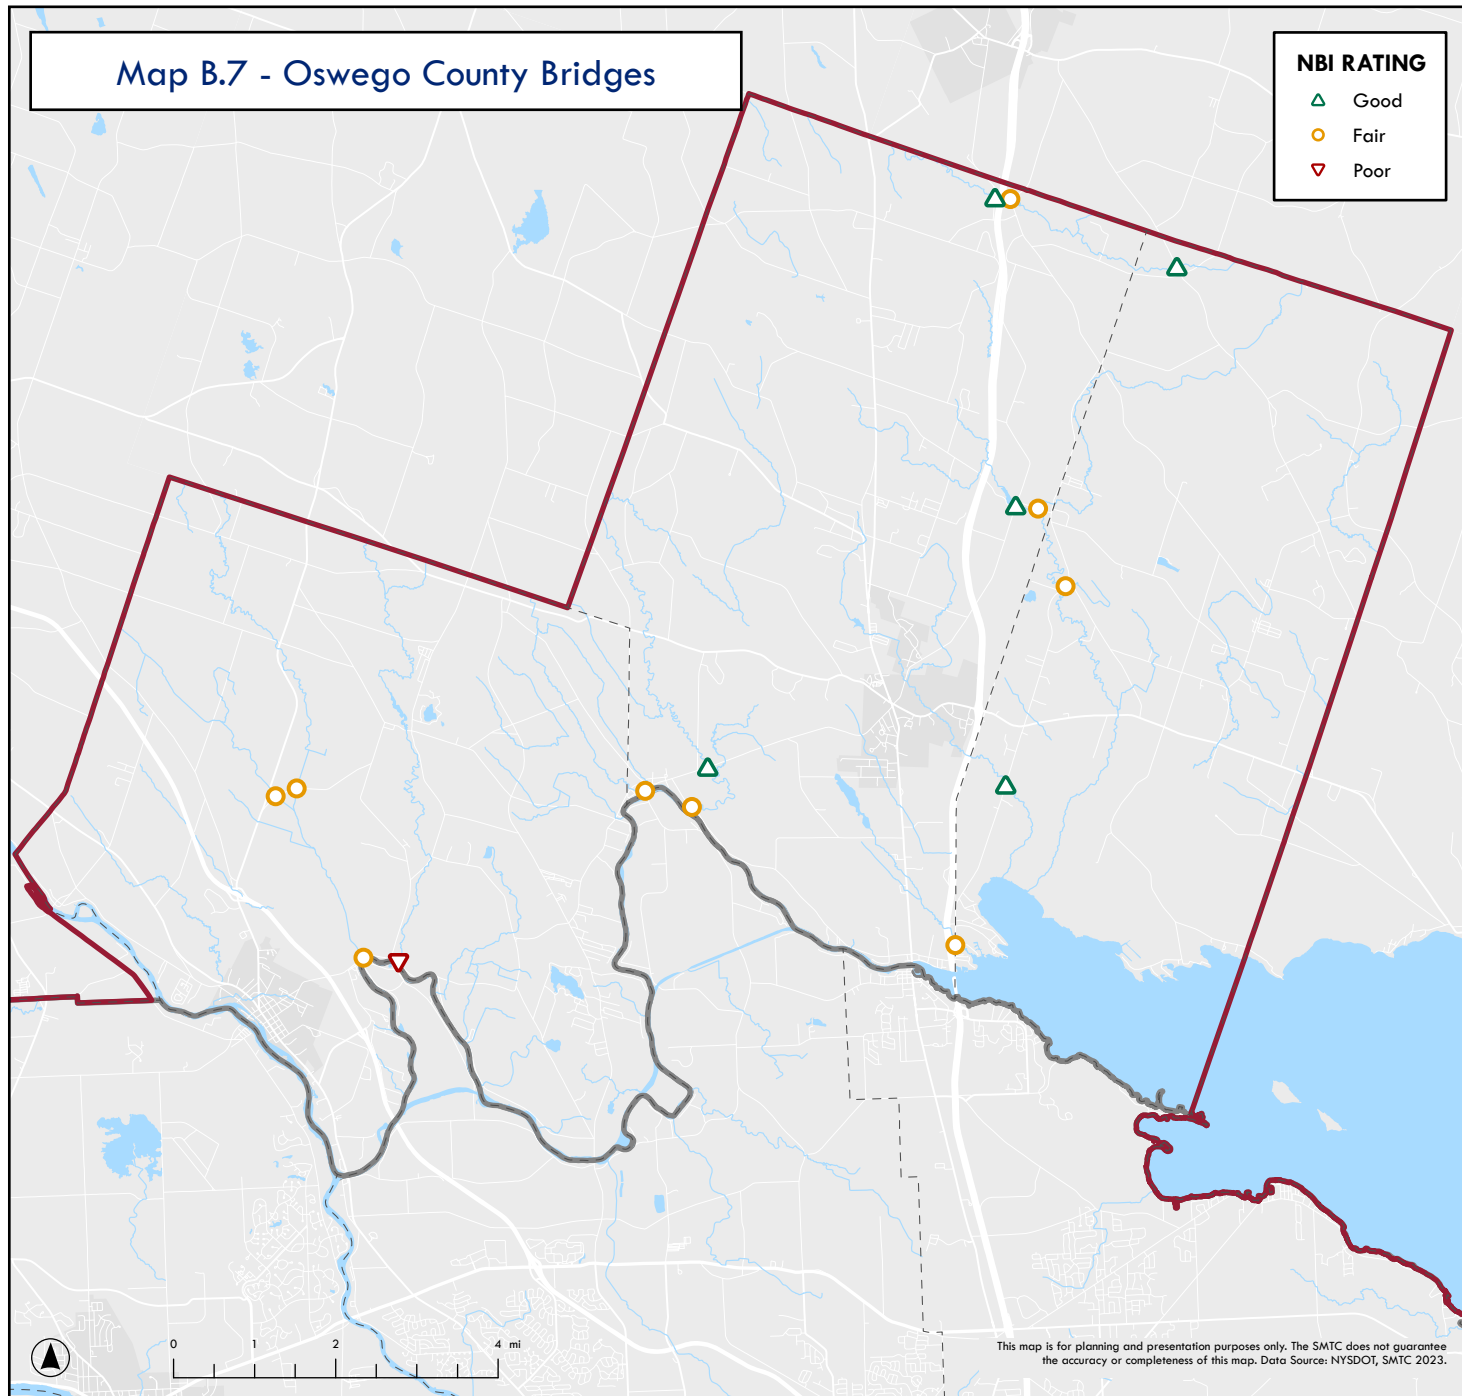 Map B.7 - Oswego County Bridges
NBI RATING
Good
Fair
Poor
0 1 2 4 mi
This map is for planning and presentation purposes only. The SMTC does not guarantee
the accuracy or completeness of this map. Data Source: NYSDOT, SMTC 2023.